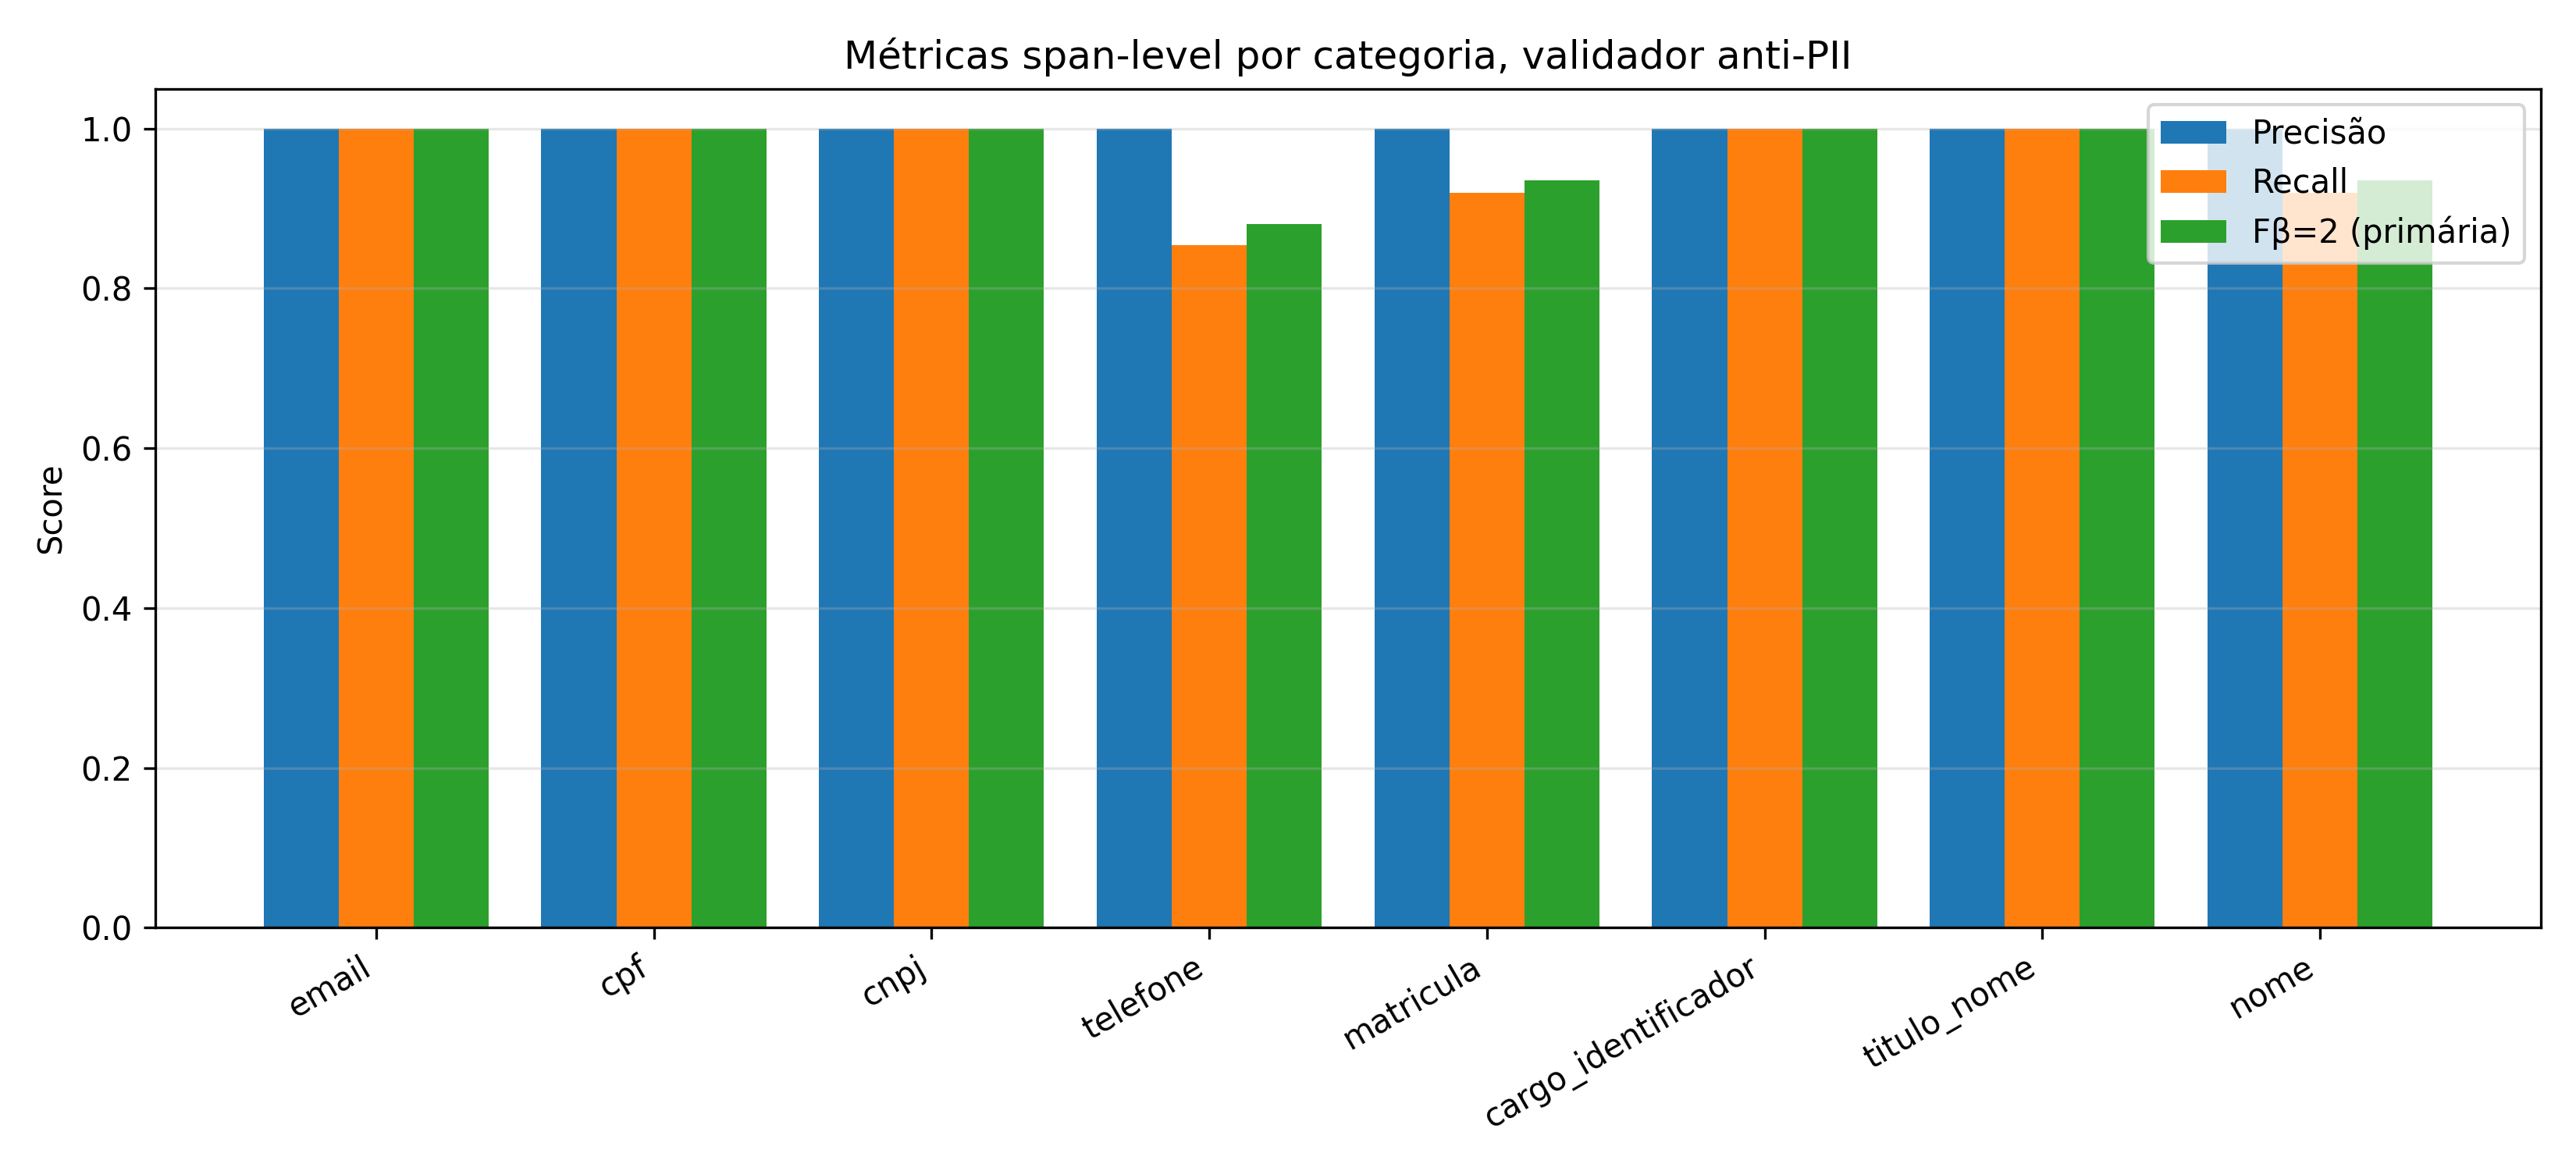 Métricas span-level por categoria, validador anti-PII
Precisão
Recall
Fβ=2 (primária)
Score
1.0
0.8
0.6
0.4
0.2
0.0
email
cpf
cnpj
telefone
matricula
cargo_identificador
titulo_nome
nome